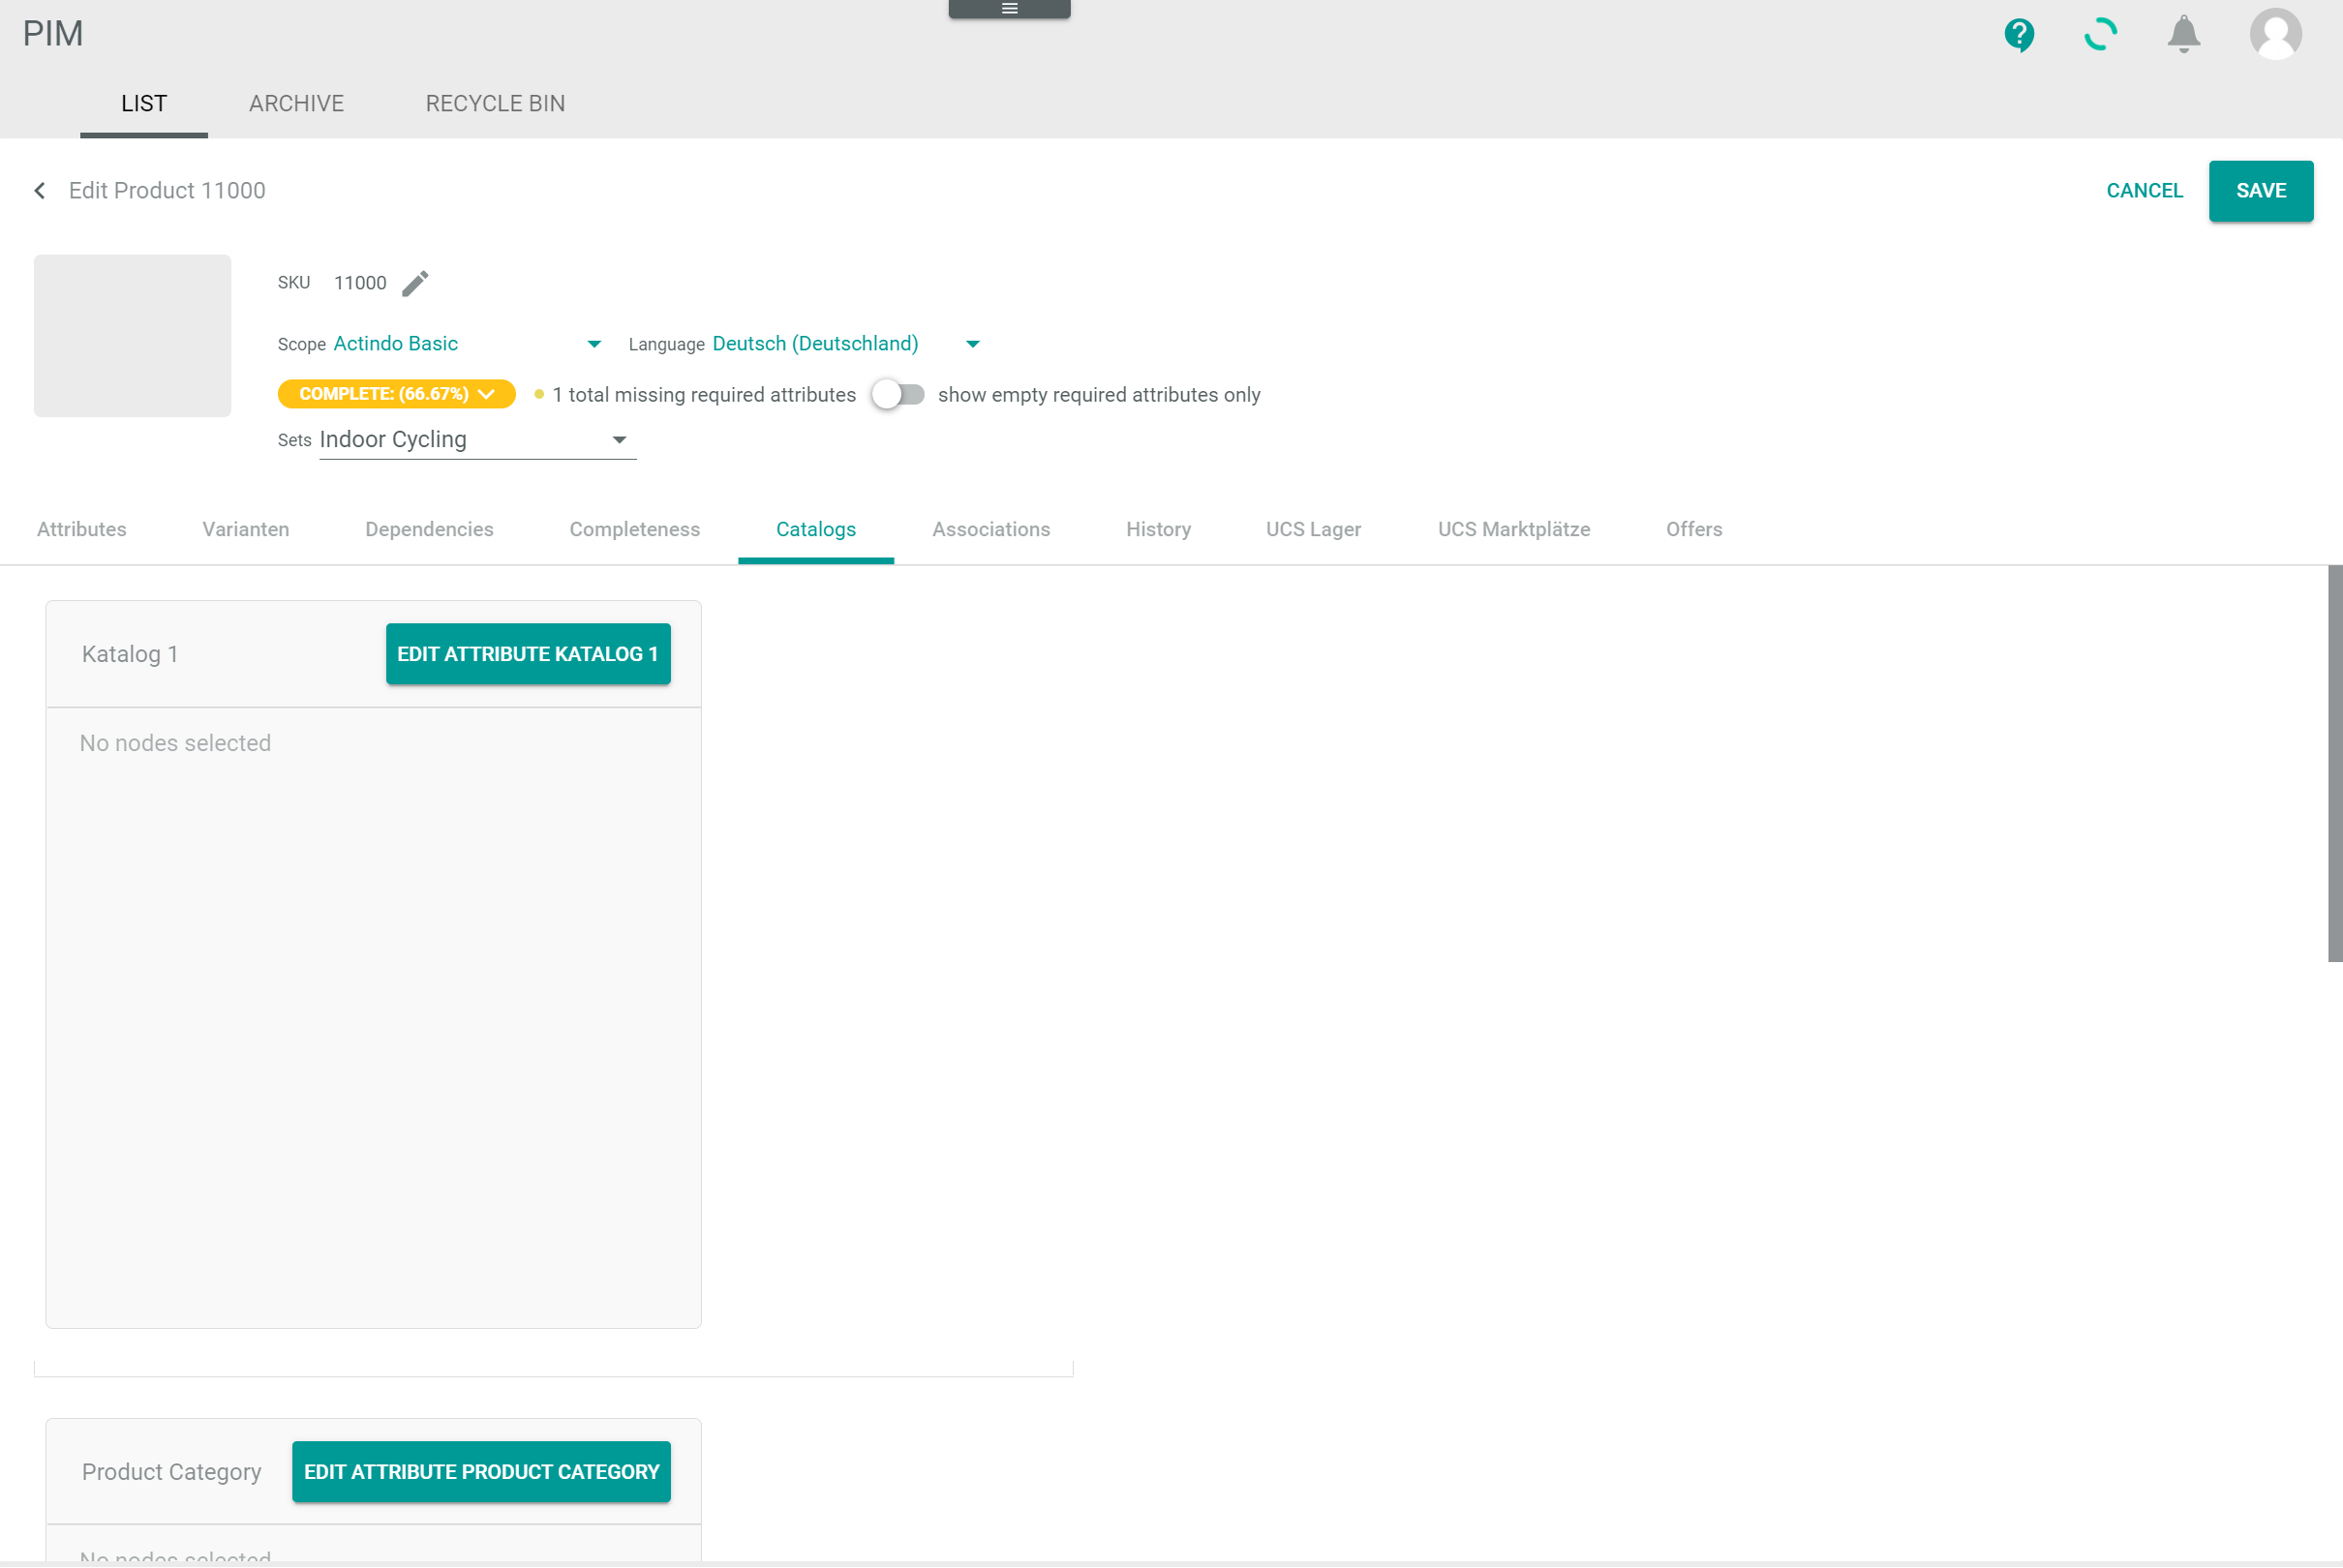 PIM
LIST ARCHIVE RECYCLE BIN
Edit Product 11000 CANCEL SAVE
SKU 11000
Scope Actindo Basic Language Deutsch (Deutschland)
COMPLETE: (66.67%) 1 total missing required attributes show empty required attributes only
Sets Indoor Cycling
Attributes Varianten Dependencies Completeness Catalogs Associations History UCS Lager UCS Marktplätze Offers
Katalog 1 EDIT ATTRIBUTE KATALOG 1
No nodes selected
Product Category EDIT ATTRIBUTE PRODUCT CATEGORY
No nodes selected